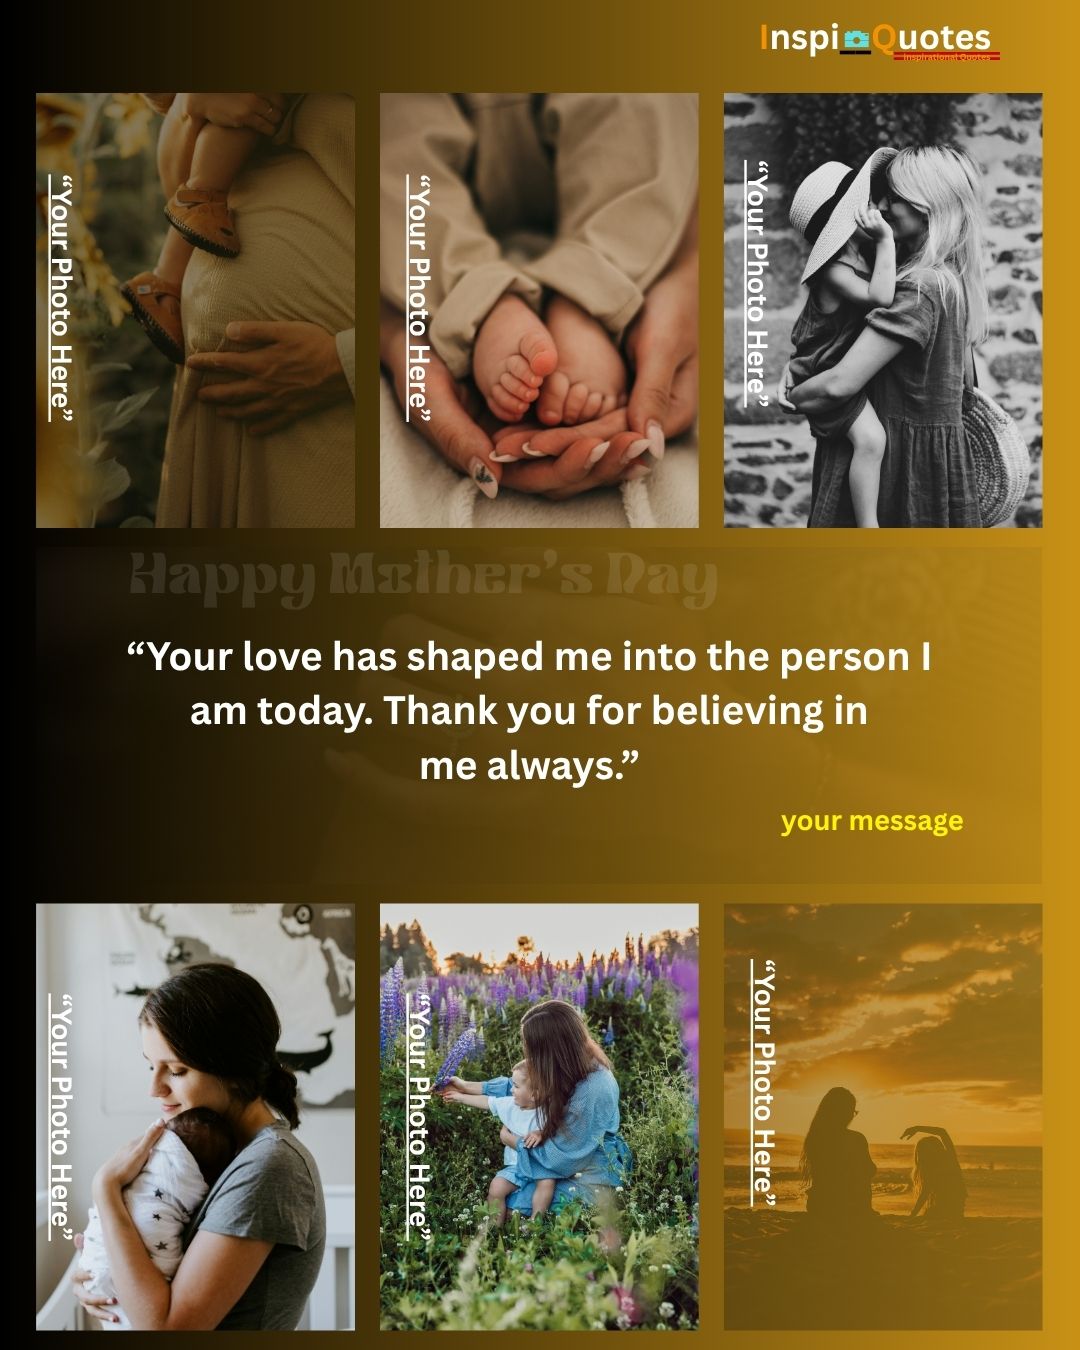 InspiQuotes
Inspirational Quotes
“Your Photo Here”
“Your Photo Here”
“Your Photo Here”
Happy Mother’s Day
“Your love has shaped me into the person I
am today. Thank you for believing in
me always.”
your message
“Your Photo Here”
“Your Photo Here”
“Your Photo Here”